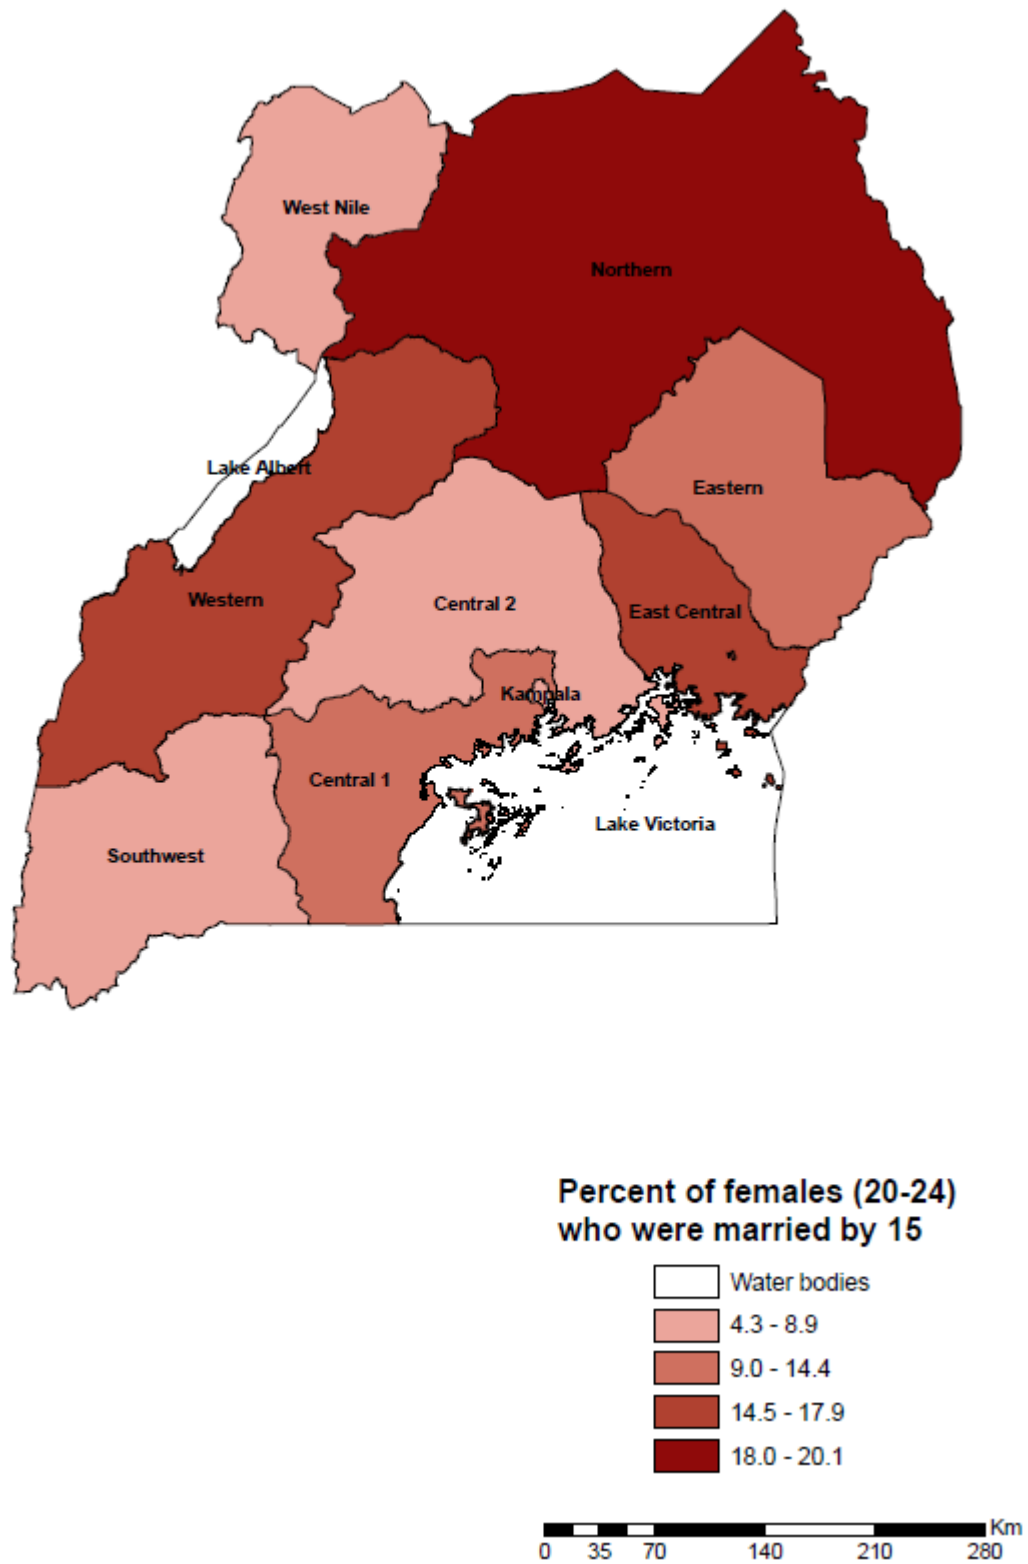 West Nile
Northern
Lake Albert
Eastern
Western
Central 2
East Central
Kampala
Central 1
Lake Victoria
Southwest
Percent of females (20-24)
who were married by 15
Water bodies
4.3 - 8.9
9.0 - 14.4
14.5 - 17.9
18.0 - 20.1
Km
0 35 70 140 210 280